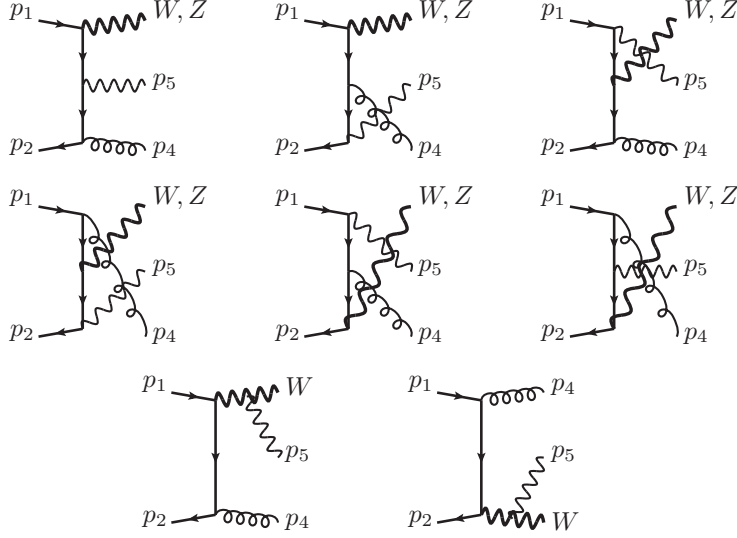 p₁ W, Z p₁ W, Z p₁ W, Z
p₅ p₅ p₅
p₂ p₄ p₂ p₄ p₂ p₄
p₁ W, Z p₁ W, Z p₁ W, Z
p₅ p₅ p₅
p₂ p₄ p₂ p₄ p₂ p₄
p₁ W p₁ p₄
p₅ p₅
p₂ p₄ p₂ W